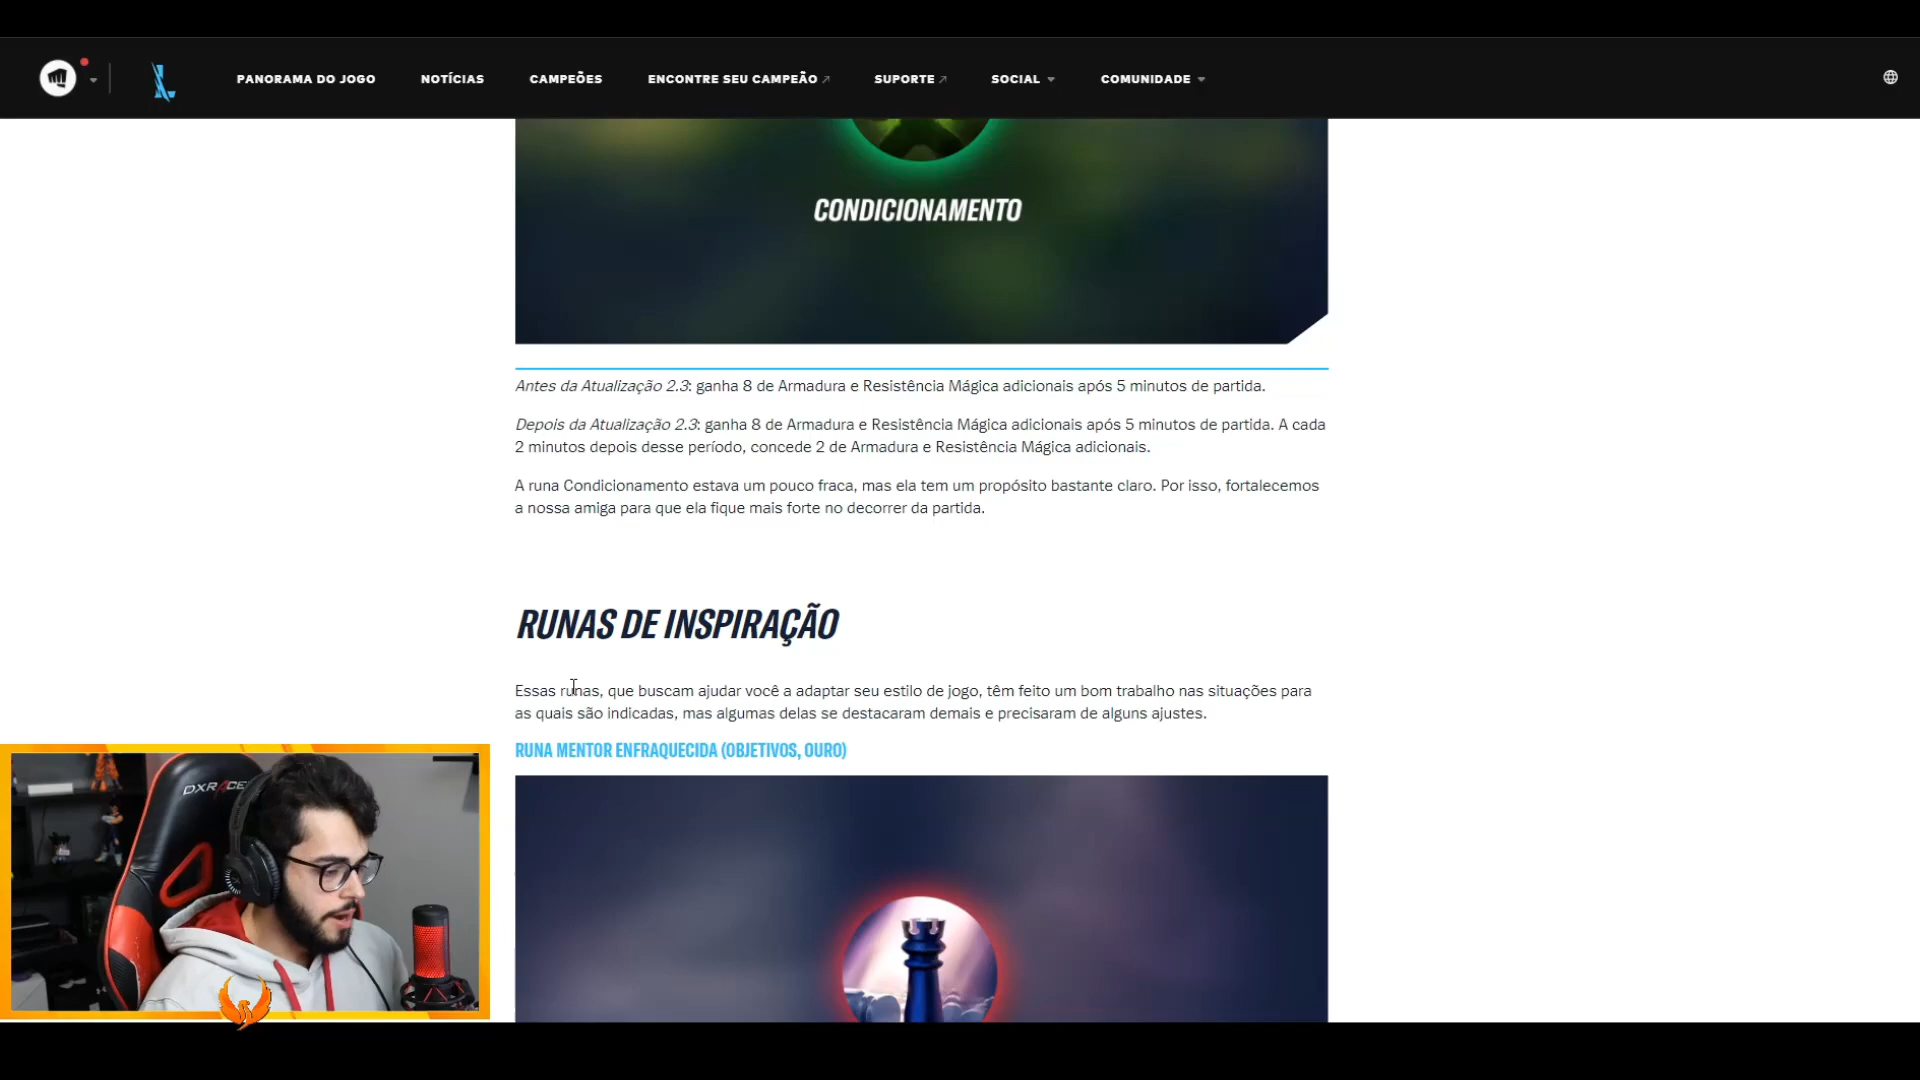 PANORAMA DO JOGO NOTÍCIAS CAMPEÕES ENCONTRE SEU CAMPEÃO SUPORTE SOCIAL COMUNIDADE
CONDICIONAMENTO
Antes da Atualização 2.3: ganha 8 de Armadura e Resistência Mágica adicionais após 5 minutos de partida.
Depois da Atualização 2.3: ganha 8 de Armadura e Resistência Mágica adicionais após 5 minutos de partida. A cada
2 minutos depois desse período, concede 2 de Armadura e Resistência Mágica adicionais.
A runa Condicionamento estava um pouco fraca, mas ela tem um propósito bastante claro. Por isso, fortalecemos
a nossa amiga para que ela fique mais forte no decorrer da partida.
RUNAS DE INSPIRAÇÃO
Essas runas, que buscam ajudar você a adaptar seu estilo de jogo, têm feito um bom trabalho nas situações para
as quais são indicadas, mas algumas delas se destacaram demais e precisaram de alguns ajustes.
RUNA MENTOR ENFRAQUECIDA (OBJETIVOS, OURO)
DXRACE